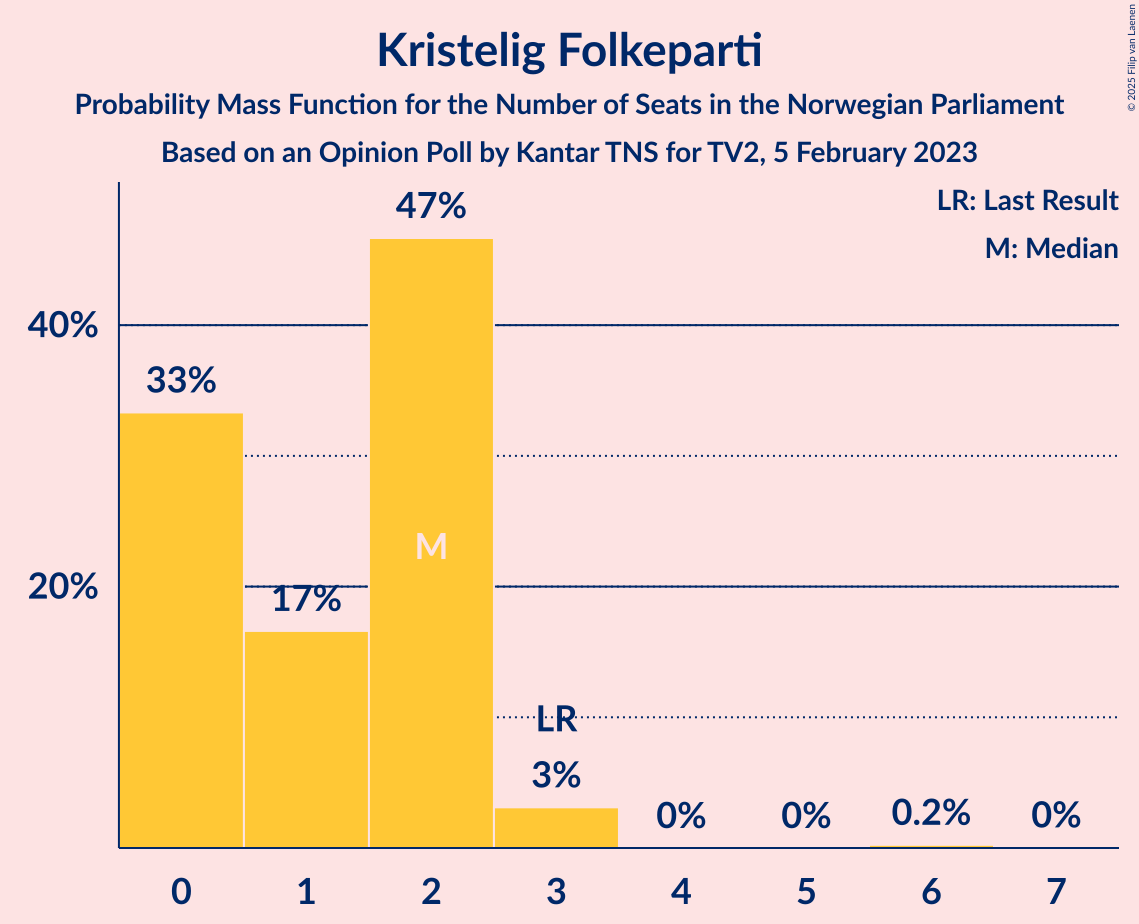 Kristelig Folkeparti
Probability Mass Function for the Number of Seats in the Norwegian Parliament
Based on an Opinion Poll by Kantar TNS for TV2, 5 February 2023
© 2025 Filip van Laenen
LR: Last Result
M: Median
47%
40%
33%
M
20%
17%
LR
3%
0%
0%
0.2%
0%
0 1 2 3 4 5 6 7